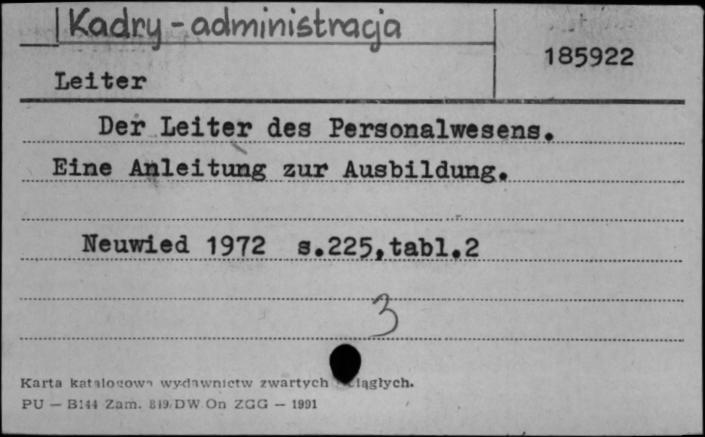 Kadry - administracja
185922
Leiter
Der Leiter des Personalwesens.
Eine Anleitung zur Ausbildung.
Neuwied 1972 s.225,tabl.2
3
Karta katalogowa wydawnictw zwartych ciągłych.
PU — B144 Zam. 819/DW On ZGG — 1991